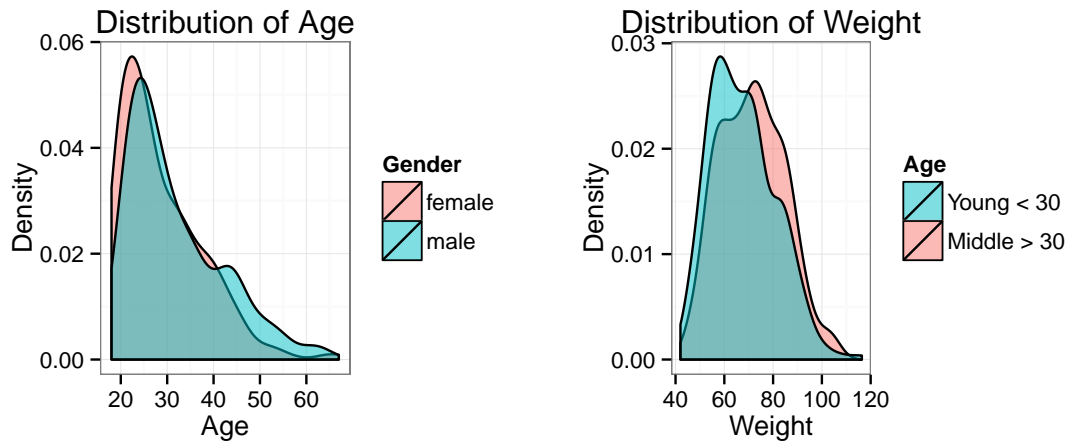 Distribution of Age
Density
0.06
0.04
0.02
0.00
20 30 40 50 60
Age
Gender
female
male
Distribution of Weight
Density
0.03
0.02
0.01
0.00
40 60 80 100 120
Weight
Age
Young < 30
Middle > 30